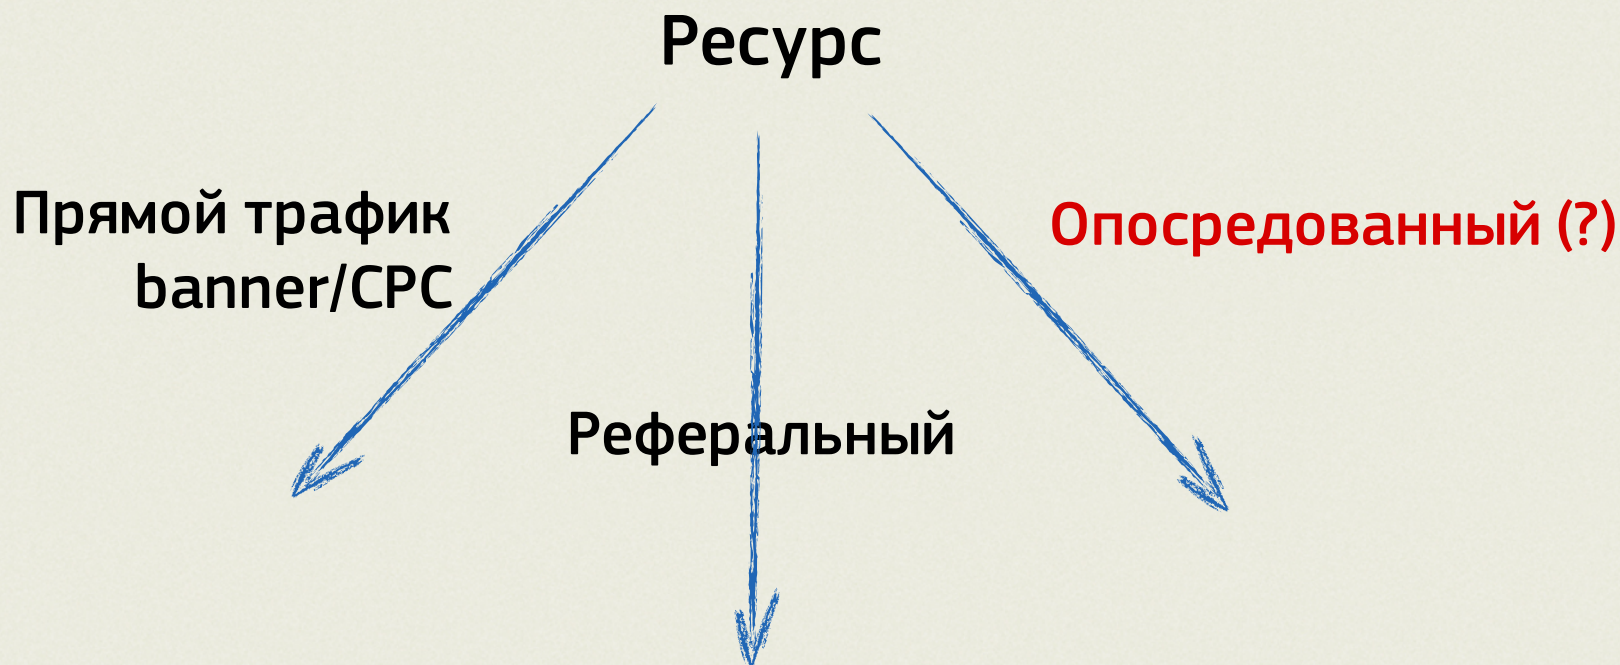 Ресурс
Прямой трафик
banner/CPC
Опосредованный (?)
Реферальный